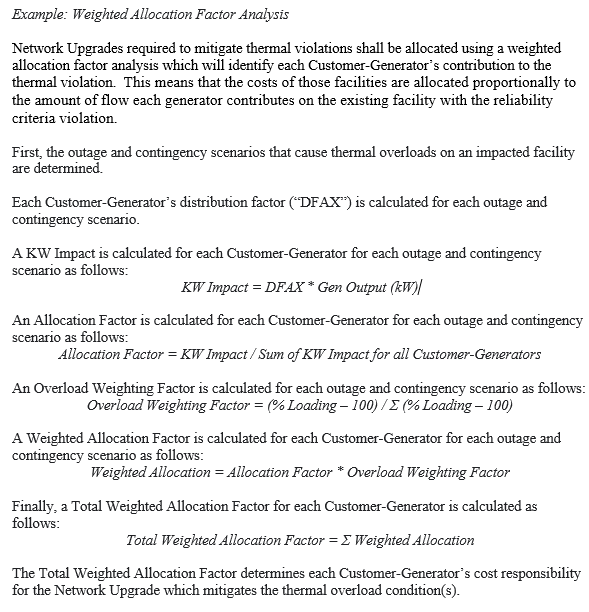 Example: Weighted Allocation Factor Analysis
Network Upgrades required to mitigate thermal violations shall be allocated using a weighted
allocation factor analysis which will identify each Customer-Generator's contribution to the
thermal violation.  This means that the costs of those facilities are allocated proportionally to
the amount of flow each generator contributes on the existing facility with the reliability
criteria violation.
First, the outage and contingency scenarios that cause thermal overloads on an impacted facility
are determined.
Each Customer-Generator's distribution factor ("DFAX") is calculated for each outage and
contingency scenario.
A KW Impact is calculated for each Customer-Generator for each outage and contingency
scenario as follows:
KW Impact = DFAX * Gen Output (kW)
An Allocation Factor is calculated for each Customer-Generator for each outage and contingency
scenario as follows:
Allocation Factor = KW Impact / Sum of KW Impact for all Customer-Generators
An Overload Weighting Factor is calculated for each outage and contingency scenario as follows:
Overload Weighting Factor = (% Loading – 100) / Σ (% Loading – 100)
A Weighted Allocation Factor is calculated for each Customer-Generator for each outage and
contingency scenario as follows:
Weighted Allocation = Allocation Factor * Overload Weighting Factor
Finally, a Total Weighted Allocation Factor for each Customer-Generator is calculated as
follows:
Total Weighted Allocation Factor = Σ Weighted Allocation
The Total Weighted Allocation Factor determines each Customer-Generator's cost responsibility
for the Network Upgrade which mitigates the thermal overload condition(s).